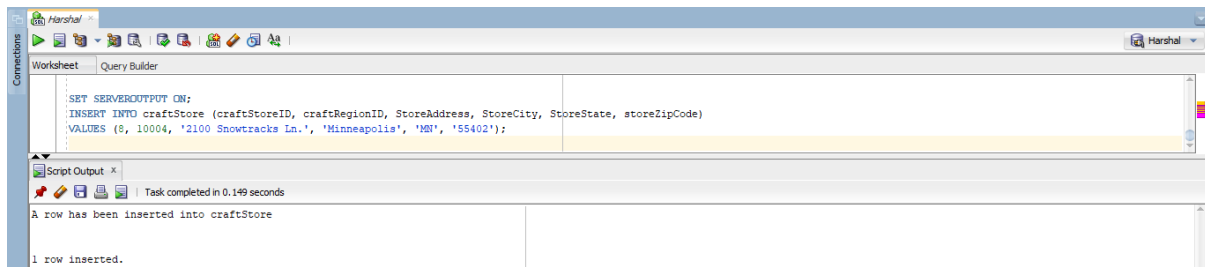 Harshal
Harshal
Connections
Worksheet Query Builder
SET SERVEROUTPUT ON;
INSERT INTO craftStore (craftStoreID, craftRegionID, StoreAddress, StoreCity, StoreState, storeZipCode)
VALUES (8, 10004, '2100 Snowtracks Ln.', 'Minneapolis', 'MN', '55402');
Script Output x
Task completed in 0.149 seconds
A row has been inserted into craftStore
1 row inserted.